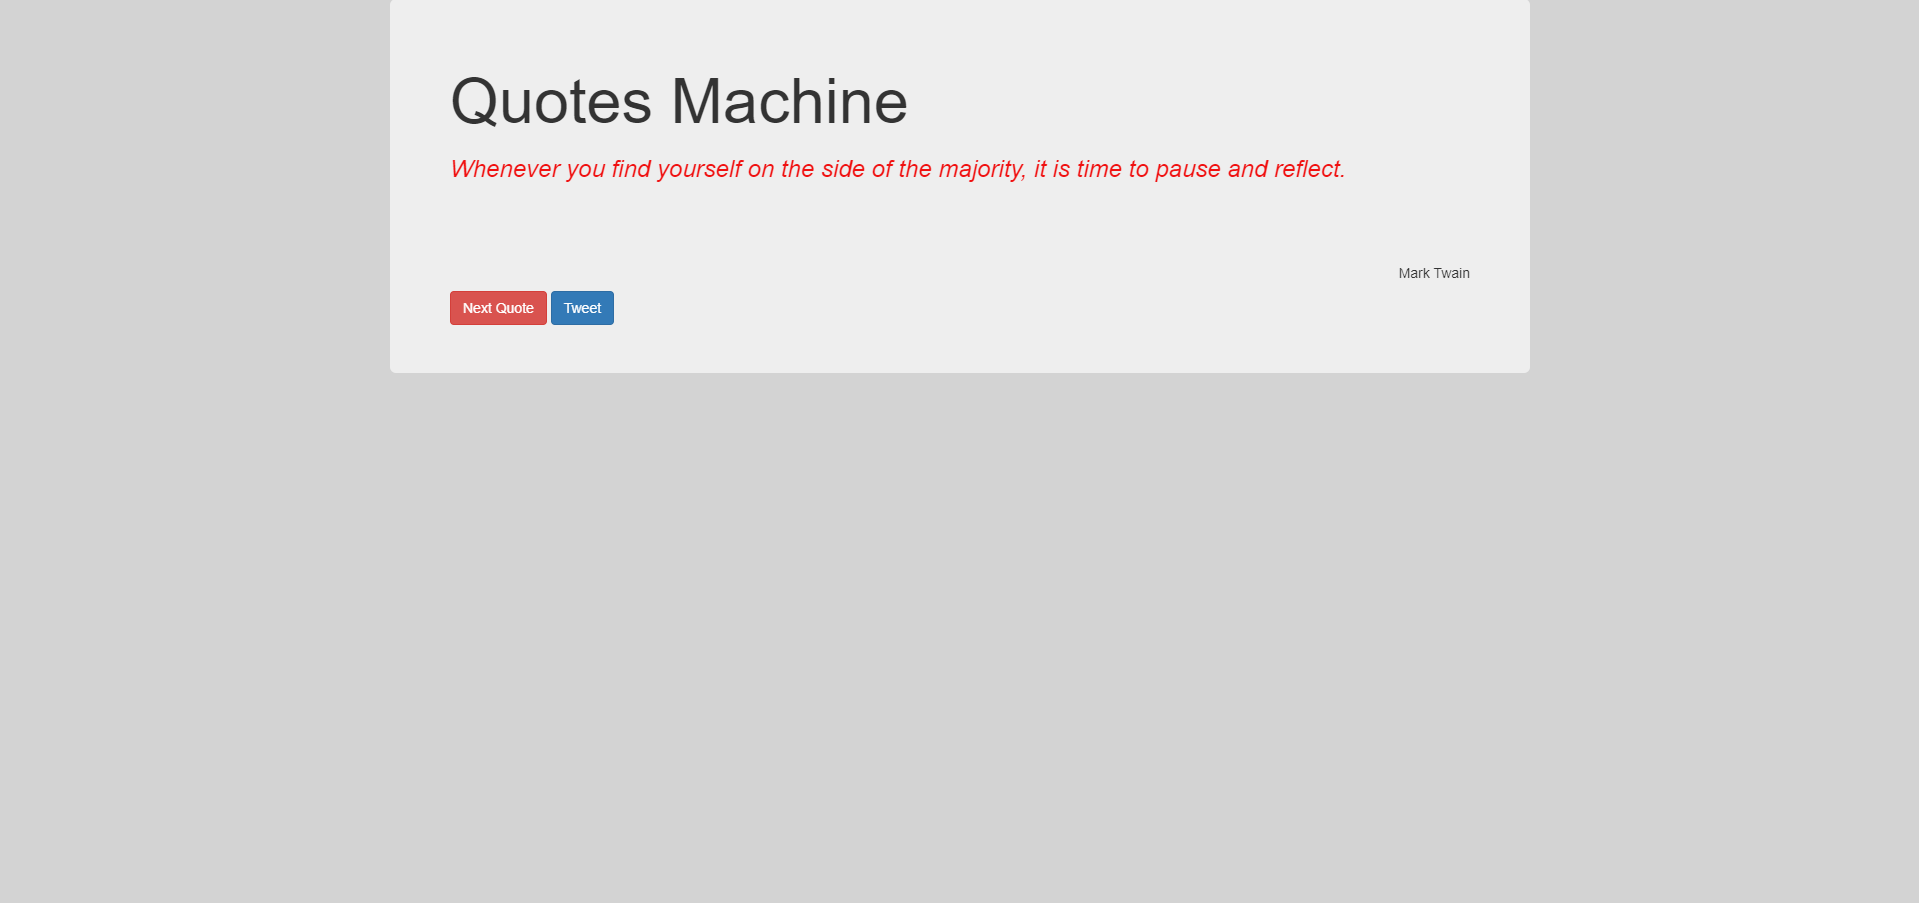 Quotes Machine
Whenever you find yourself on the side of the majority, it is time to pause and reflect.
Mark Twain
Next Quote Tweet